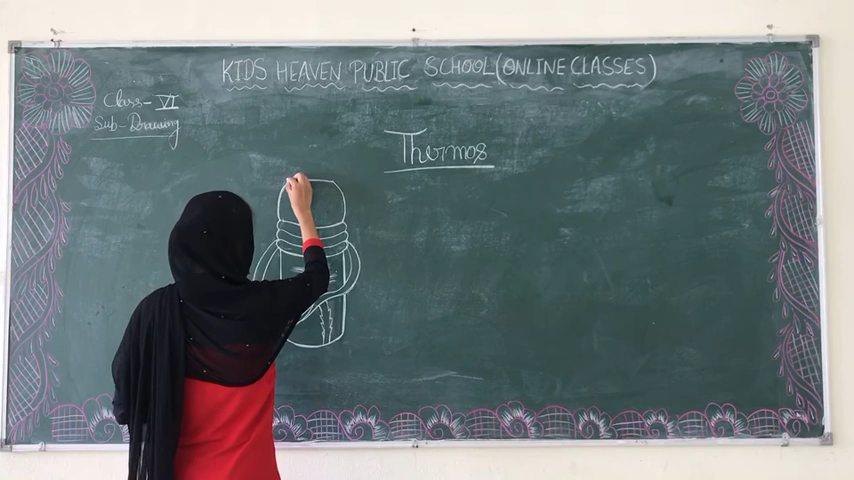 KIDS HEAVEN PUBLIC SCHOOL (ONLINE CLASSES)
Class- VI
Sub- Drawing
Thermos